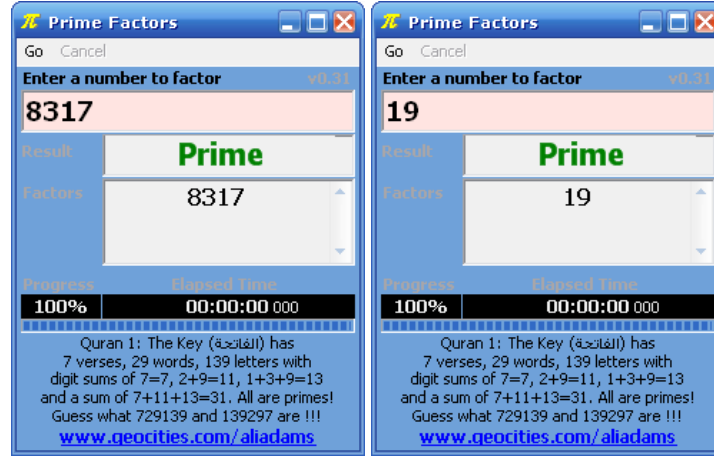 Prime Factors
Go Cancel
Enter a number to factor v0.31
8317
Result Prime
Factors 8317
Progress Elapsed Time
100% 00:00:00 000
Quran 1: The Key (الفاتحة) has
7 verses, 29 words, 139 letters with
digit sums of 7=7, 2+9=11, 1+3+9=13
and a sum of 7+11+13=31. All are primes!
Guess what 729139 and 139297 are !!!
www.geocities.com/aliadams
Prime Factors
Go Cancel
Enter a number to factor v0.31
19
Result Prime
Factors 19
Progress Elapsed Time
100% 00:00:00 000
Quran 1: The Key (الفاتحة) has
7 verses, 29 words, 139 letters with
digit sums of 7=7, 2+9=11, 1+3+9=13
and a sum of 7+11+13=31. All are primes!
Guess what 729139 and 139297 are !!!
www.geocities.com/aliadams